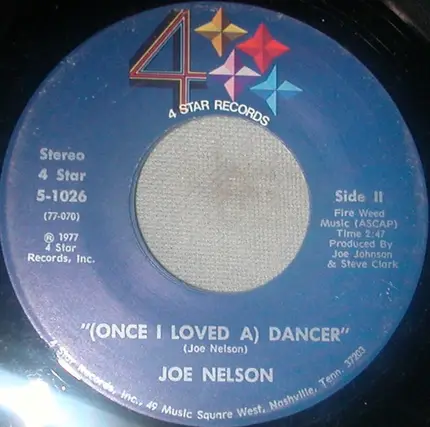 4
4 STAR RECORDS
Stereo
4 Star
5-1026
(77-070)
℗ 1977
4 Star
Records, Inc.
Side II
Fire Weed
Music (ASCAP)
Time 2:47
Produced By
Joe Johnson
& Steve Clark
"(ONCE I LOVED A) DANCER"
(Joe Nelson)
JOE NELSON
4 Star Records, Inc., 49 Music Square West, Nashville, Tenn. 37203